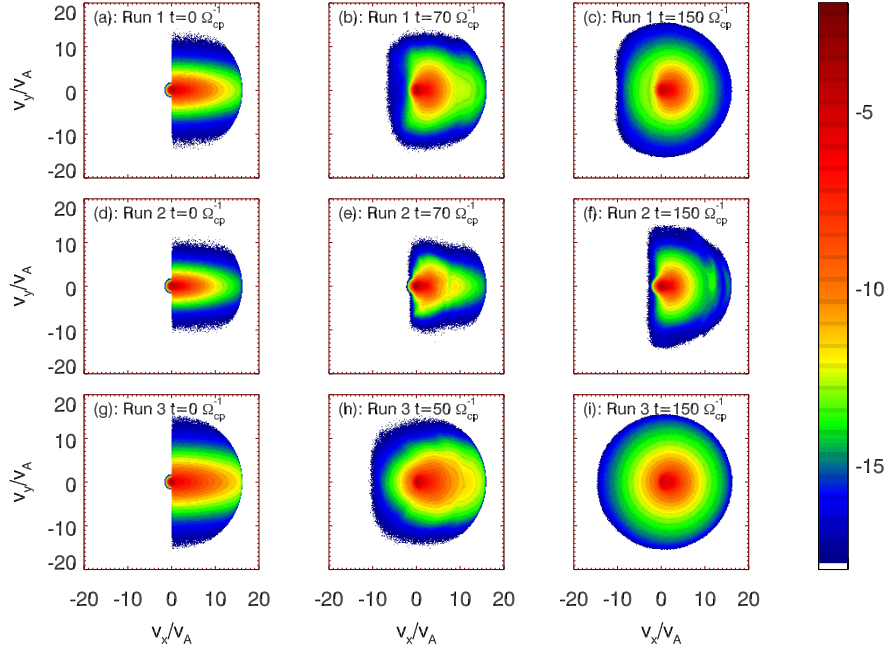 (a): Run 1 t=0 Ω_cp^-1
(b): Run 1 t=70 Ω_cp^-1
(c): Run 1 t=150 Ω_cp^-1
20
10
0
-10
-20
v_y/v_A
(d): Run 2 t=0 Ω_cp^-1
(e): Run 2 t=70 Ω_cp^-1
(f): Run 2 t=150 Ω_cp^-1
20
10
0
-10
-20
v_y/v_A
(g): Run 3 t=0 Ω_cp^-1
(h): Run 3 t=50 Ω_cp^-1
(i): Run 3 t=150 Ω_cp^-1
20
10
0
-10
-20
v_y/v_A
-20 -10 0 10 20
-20 -10 0 10 20
-20 -10 0 10 20
v_x/v_A
v_x/v_A
v_x/v_A
-5
-10
-15